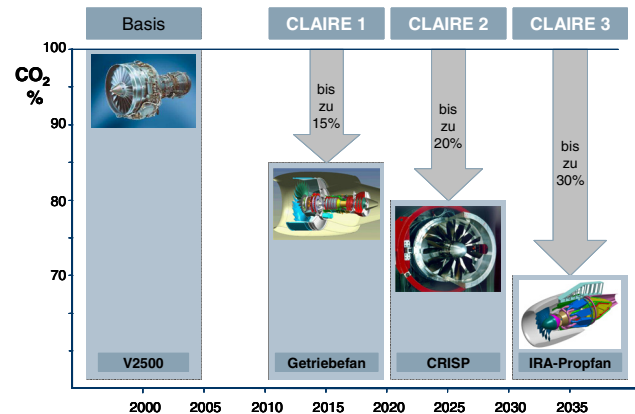 Basis
CLAIRE 1
CLAIRE 2
CLAIRE 3
CO2
%
100
90
80
70
bis
zu
15%
bis
zu
20%
bis
zu
30%
V2500
Getriebefan
CRISP
IRA-Propfan
2000
2005
2010
2015
2020
2025
2030
2035